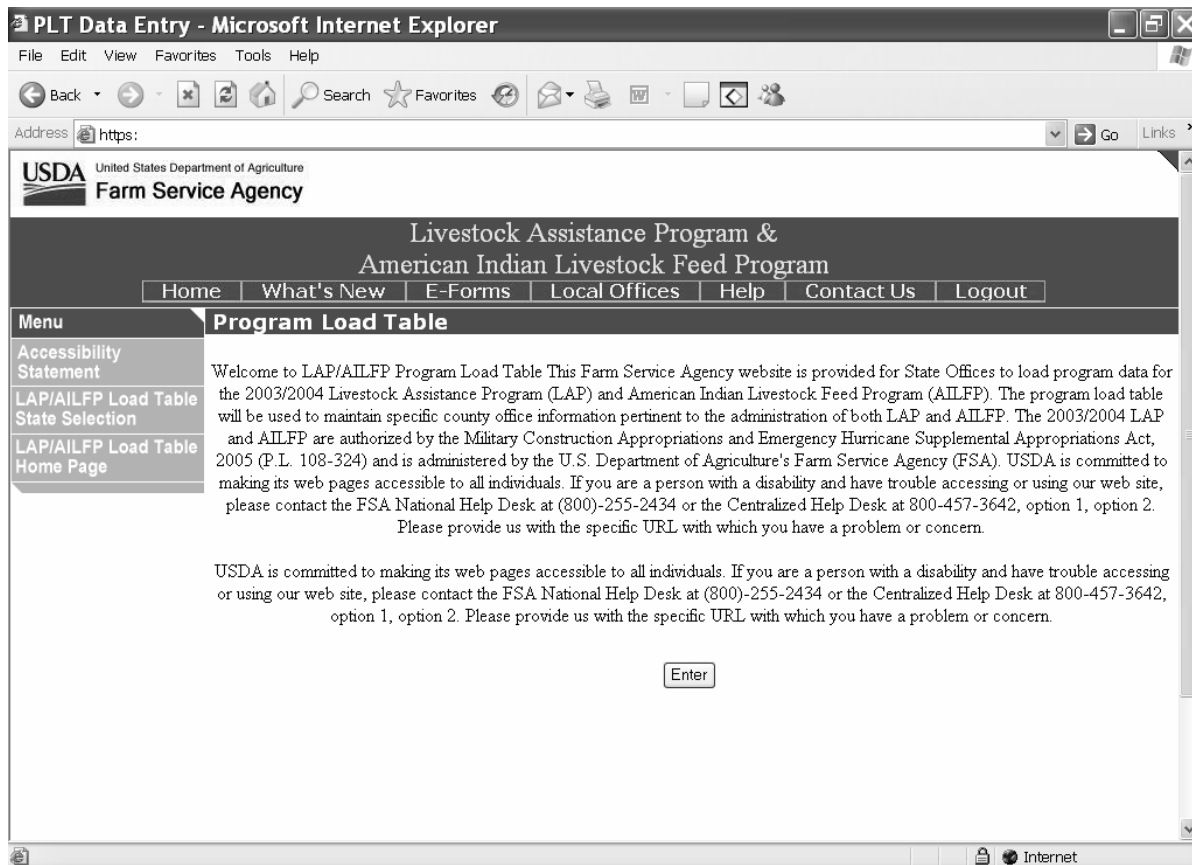 PLT Data Entry - Microsoft Internet Explorer
File Edit View Favorites Tools Help
Back Search Favorites
Address https: Go Links
USDA United States Department of Agriculture
Farm Service Agency
Livestock Assistance Program &
American Indian Livestock Feed Program
Home | What's New | E-Forms | Local Offices | Help | Contact Us | Logout
Menu
Program Load Table
Accessibility
Statement
LAP/AILFP Load Table
State Selection
LAP/AILFP Load Table
Home Page
Welcome to LAP/AILFP Program Load Table This Farm Service Agency website is provided for State Offices to load program data for
the 2003/2004 Livestock Assistance Program (LAP) and American Indian Livestock Feed Program (AILFP). The program load table
will be used to maintain specific county office information pertinent to the administration of both LAP and AILFP. The 2003/2004 LAP
and AILFP are authorized by the Military Construction Appropriations and Emergency Hurricane Supplemental Appropriations Act,
2005 (P.L. 108-324) and is administered by the U.S. Department of Agriculture's Farm Service Agency (FSA). USDA is committed to
making its web pages accessible to all individuals. If you are a person with a disability and have trouble accessing or using our web site,
please contact the FSA National Help Desk at (800)-255-2434 or the Centralized Help Desk at 800-457-3642, option 1, option 2.
Please provide us with the specific URL with which you have a problem or concern.
USDA is committed to making its web pages accessible to all individuals. If you are a person with a disability and have trouble accessing
or using our web site, please contact the FSA National Help Desk at (800)-255-2434 or the Centralized Help Desk at 800-457-3642,
option 1, option 2. Please provide us with the specific URL with which you have a problem or concern.
Enter
Internet